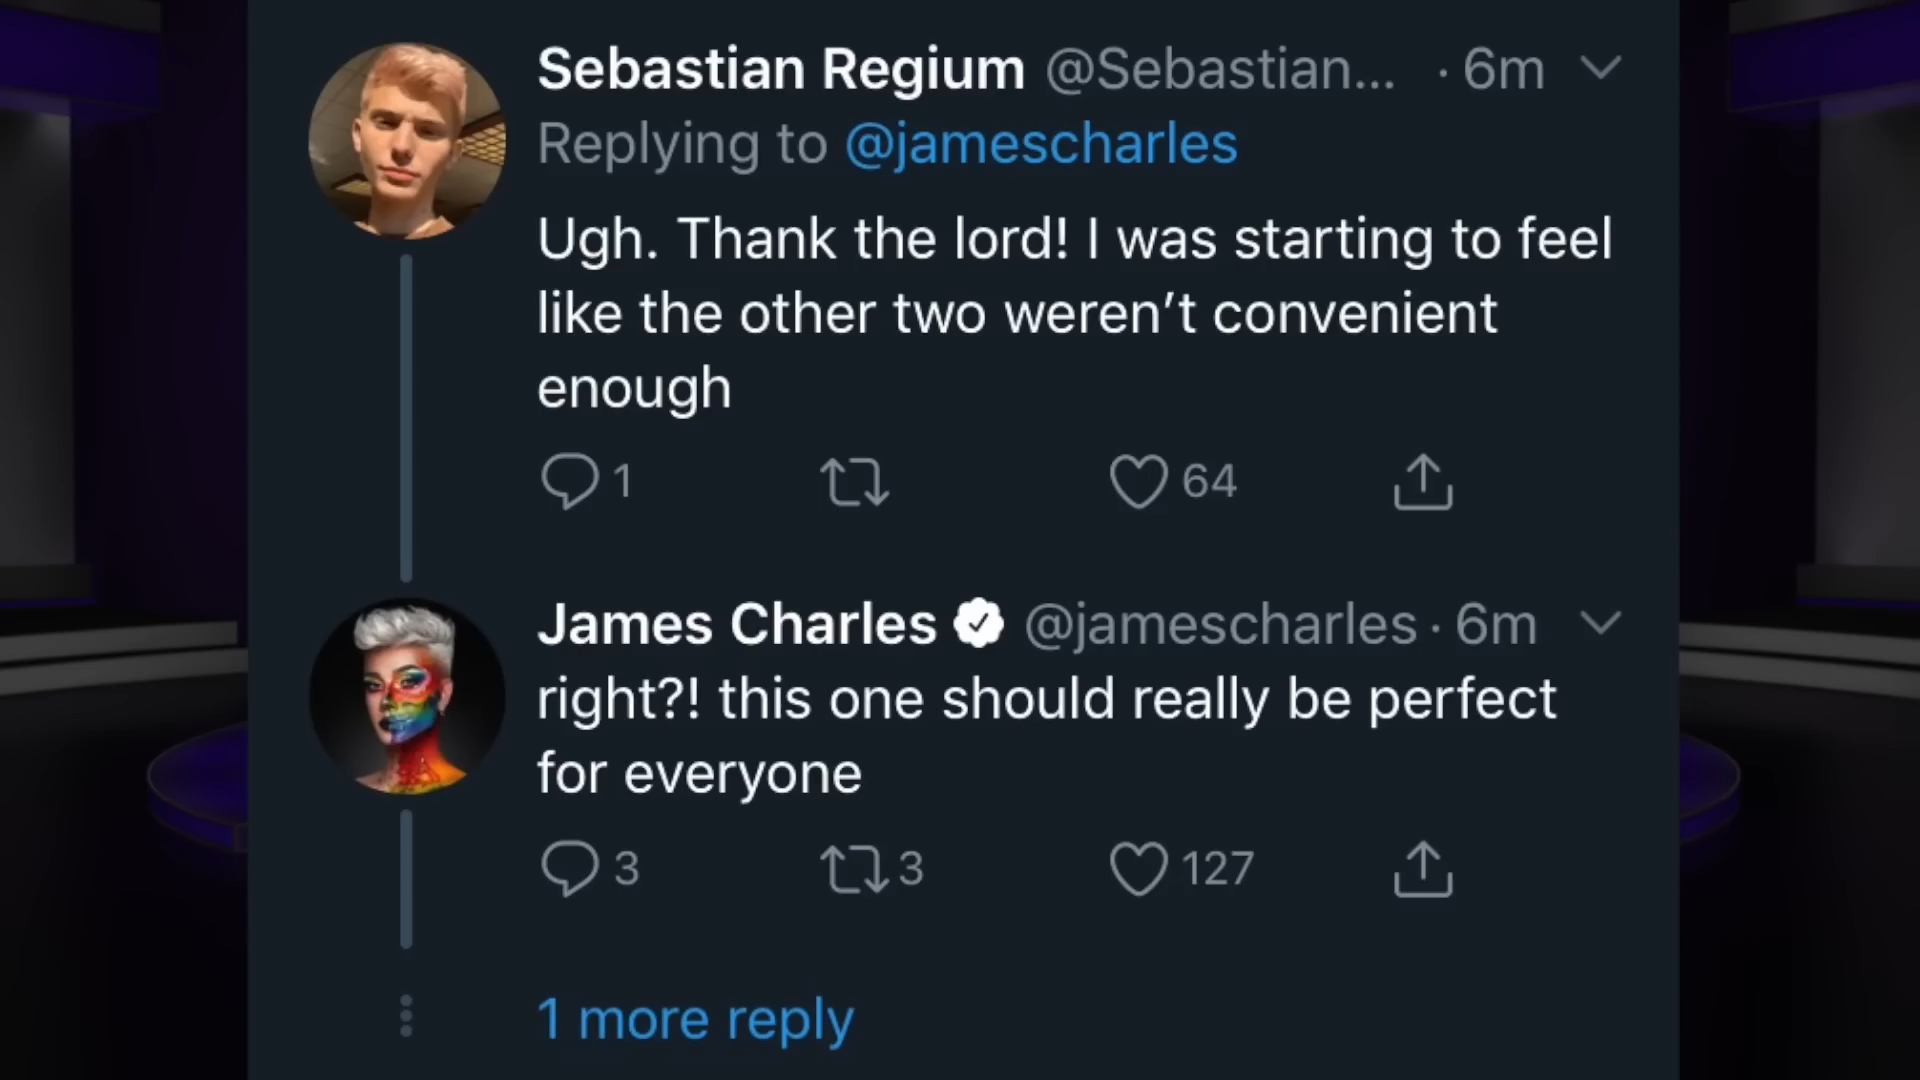 Sebastian Regium @Sebastian... · 6m
Replying to @jamescharles
Ugh. Thank the lord! I was starting to feel
like the other two weren’t convenient
enough
1 64
James Charles @jamescharles · 6m
right?! this one should really be perfect
for everyone
3 3 127
1 more reply